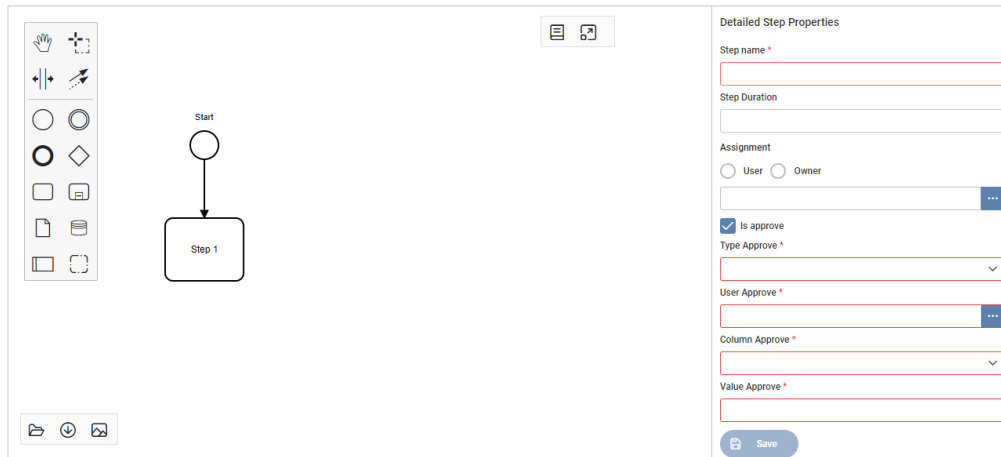 Detailed Step Properties
Step name *
Step Duration
Assignment
User Owner
...
Is approve
Type Approve *
User Approve *
...
Column Approve *
Value Approve *
Save
Start
Step 1